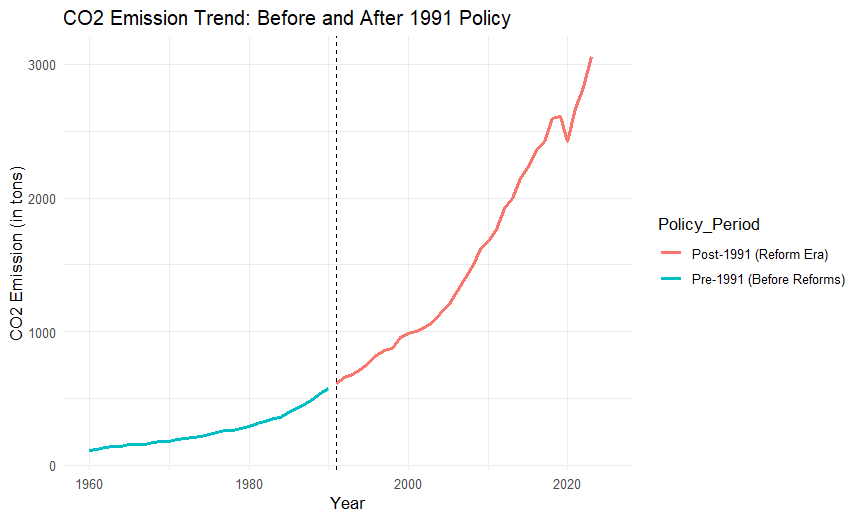 CO2 Emission Trend: Before and After 1991 Policy
CO2 Emission (in tons)
3000
2000
1000
0
1960
1980
2000
2020
Year
Policy_Period
Post-1991 (Reform Era)
Pre-1991 (Before Reforms)